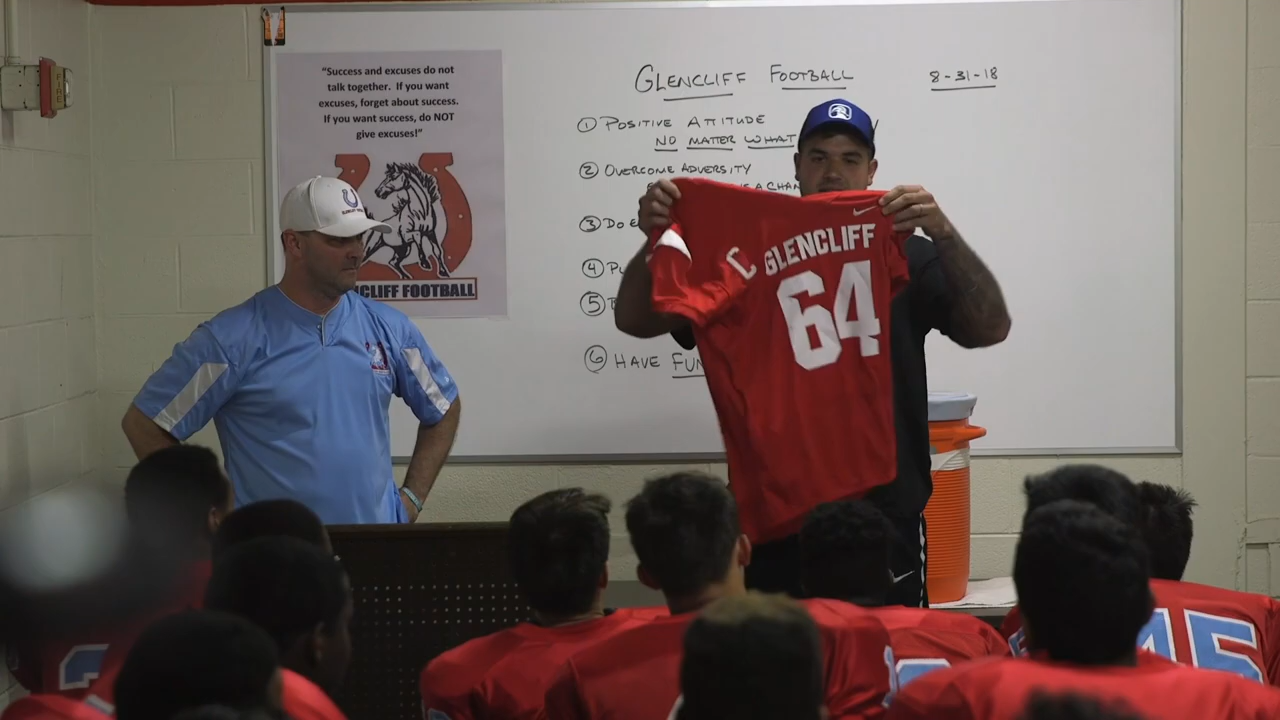 "Success and excuses do not
talk together. If you want
excuses, forget about success.
If you want success, do NOT
give excuses!"
CLIFF FOOTBALL
GLENCLIFF FOOTBALL 8-31-18
① POSITIVE ATTITUDE
NO MATTER WHAT
② OVERCOME ADVERSITY
③ DO
④
⑤
⑥ HAVE FUN
C GLENCLIFF
64